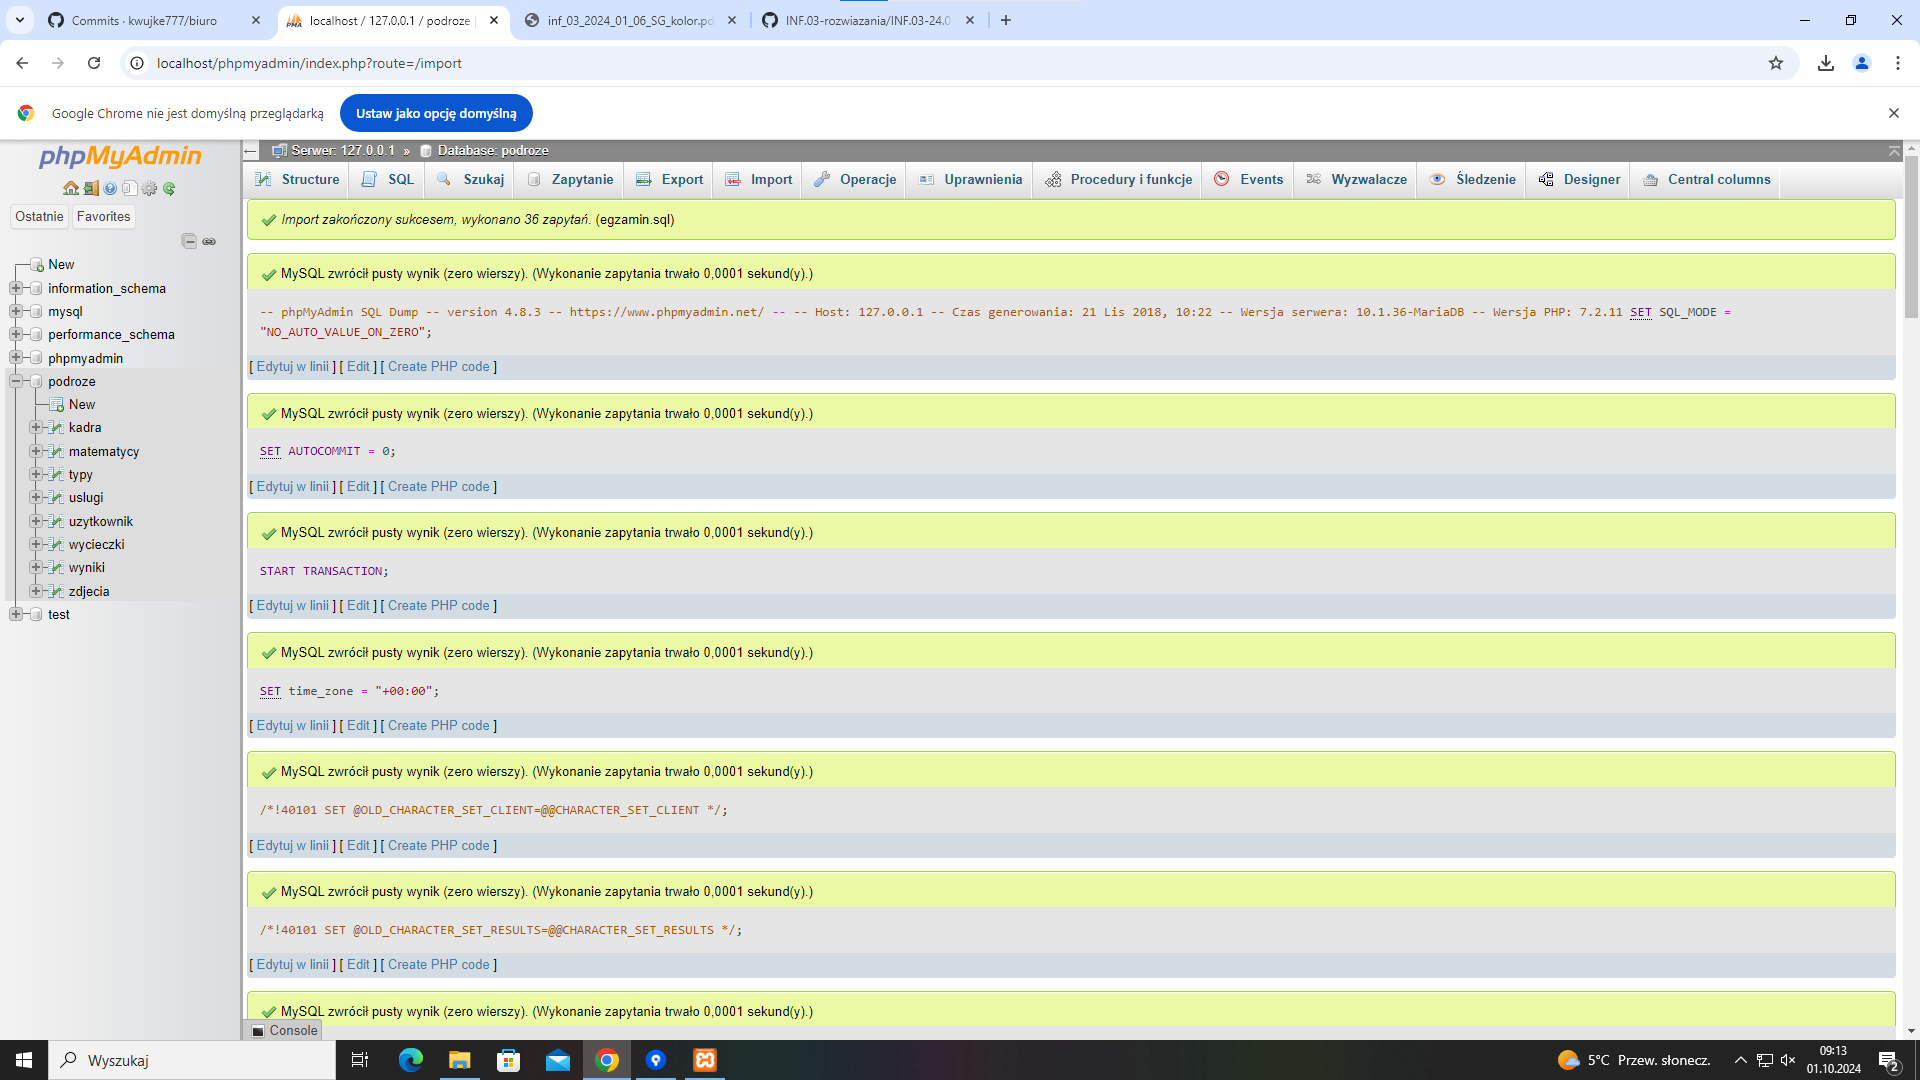 Commits · kwujke777/biuro
localhost / 127.0.0.1 / podroze |
inf_03_2024_01_06_SG_kolor.pd
INF.03-rozwiazania/INF.03-24.0
localhost/phpmyadmin/index.php?route=/import
Google Chrome nie jest domyślną przeglądarką
Ustaw jako opcję domyślną
phpMyAdmin
Ostatnie
Favorites
New
information_schema
mysql
performance_schema
phpmyadmin
podroze
New
kadra
matematycy
typy
uslugi
uzytkownik
wycieczki
wyniki
zdjecia
test
Serwer: 127.0.0.1 » Database: podroze
Structure SQL Szukaj Zapytanie Export Import Operacje Uprawnienia Procedury i funkcje Events Wyzwalacze Śledzenie Designer Central columns
Import zakończony sukcesem, wykonano 36 zapytań. (egzamin.sql)
MySQL zwrócił pusty wynik (zero wierszy). (Wykonanie zapytania trwało 0,0001 sekund(y).)
-- phpMyAdmin SQL Dump -- version 4.8.3 -- https://www.phpmyadmin.net/ -- -- Host: 127.0.0.1 -- Czas generowania: 21 Lis 2018, 10:22 -- Wersja serwera: 10.1.36-MariaDB -- Wersja PHP: 7.2.11 SET SQL_MODE =
"NO_AUTO_VALUE_ON_ZERO";
[ Edytuj w linii ] [ Edit ] [ Create PHP code ]
MySQL zwrócił pusty wynik (zero wierszy). (Wykonanie zapytania trwało 0,0001 sekund(y).)
SET AUTOCOMMIT = 0;
[ Edytuj w linii ] [ Edit ] [ Create PHP code ]
MySQL zwrócił pusty wynik (zero wierszy). (Wykonanie zapytania trwało 0,0001 sekund(y).)
START TRANSACTION;
[ Edytuj w linii ] [ Edit ] [ Create PHP code ]
MySQL zwrócił pusty wynik (zero wierszy). (Wykonanie zapytania trwało 0,0001 sekund(y).)
SET time_zone = "+00:00";
[ Edytuj w linii ] [ Edit ] [ Create PHP code ]
MySQL zwrócił pusty wynik (zero wierszy). (Wykonanie zapytania trwało 0,0001 sekund(y).)
/*!40101 SET @OLD_CHARACTER_SET_CLIENT=@@CHARACTER_SET_CLIENT */;
[ Edytuj w linii ] [ Edit ] [ Create PHP code ]
MySQL zwrócił pusty wynik (zero wierszy). (Wykonanie zapytania trwało 0,0001 sekund(y).)
/*!40101 SET @OLD_CHARACTER_SET_RESULTS=@@CHARACTER_SET_RESULTS */;
[ Edytuj w linii ] [ Edit ] [ Create PHP code ]
MySQL zwrócił pusty wynik (zero wierszy). (Wykonanie zapytania trwało 0,0001 sekund(y).)
Console
Wyszukaj
5°C Przew. słonecz.
09:13
01.10.2024
2